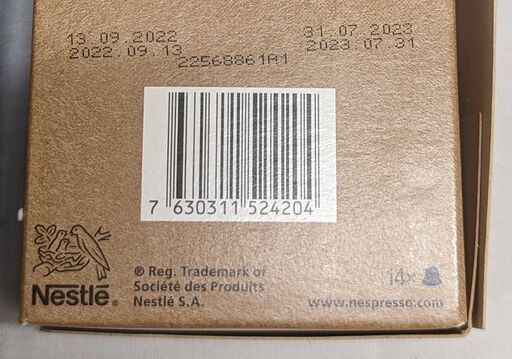 13 09 2022 31 07 2023
2022.09.13 2023.07.31
22568861A1
7 630311 524204
Nestlé®
® Reg. Trademark of
Société des Produits
Nestlé S.A.
14x
www.nespresso.com